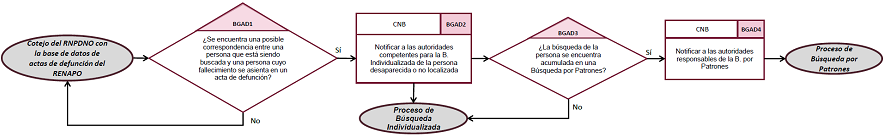 Cotejo del RNPDNO con
la base de datos de
actas de defunción del
RENAPO
BGAD1
¿Se encuentra una posible
correspondencia entre una
persona que está siendo
buscada y una persona cuyo
fallecimiento se asienta en un
acta de defunción?
Sí
No
CNB
BGAD2
Notificar a las autoridades
competentes para la B.
Individualizada de la persona
desaparecida o no localizada
Proceso de
Búsqueda
Individualizada
BGAD3
¿La búsqueda de la
persona se encuentra
acumulada en una
Búsqueda por Patrones?
Sí
No
CNB
BGAD4
Notificar a las autoridades
responsables de la B. por
Patrones
Proceso de
Búsqueda por
Patrones